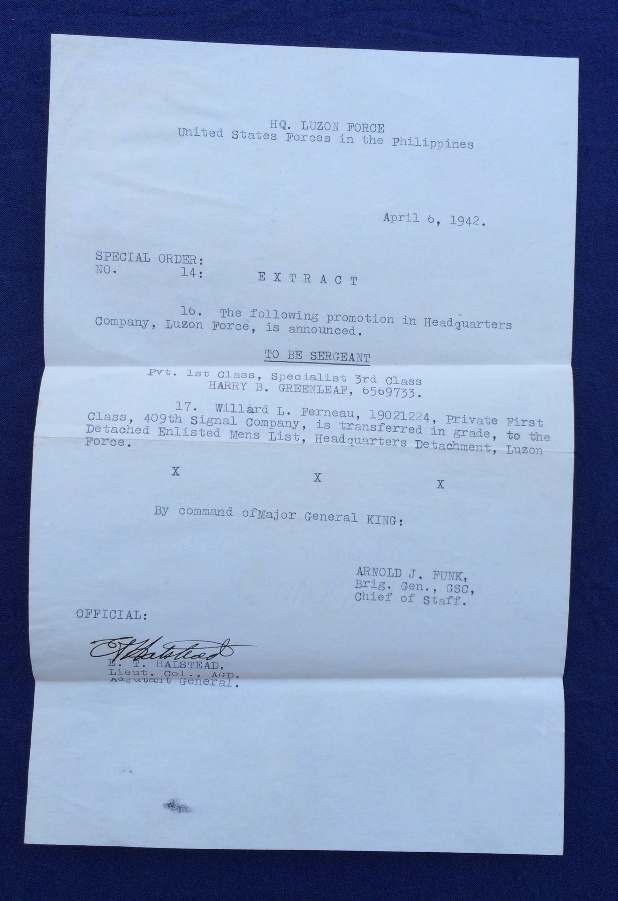 HQ. LUZON FORCE
United States Forces in the Philippines
April 6, 1942.
SPECIAL ORDER:
NO. 14: E X T R A C T
16. The following promotion in Headquarters
Company, Luzon Force, is announced.
TO BE SERGEANT
Pvt. 1st Class, Specialist 3rd Class
HARRY B. GREENLEAF, 6569733.
17. Willard L. Perneau, 19021224, Private First
Class, 409th Signal Company, is transferred in grade, to the
Detached Enlisted Mens List, Headquarters Detachment, Luzon
Force.
X X X
By command ofMajor General KING:
ARNOLD J. FUNK,
Brig. Gen., GSC,
Chief of Staff.
OFFICIAL:
E T Halstead
E. T. HALSTEAD.
Lieut. Col., AGD.
Adjutant General.